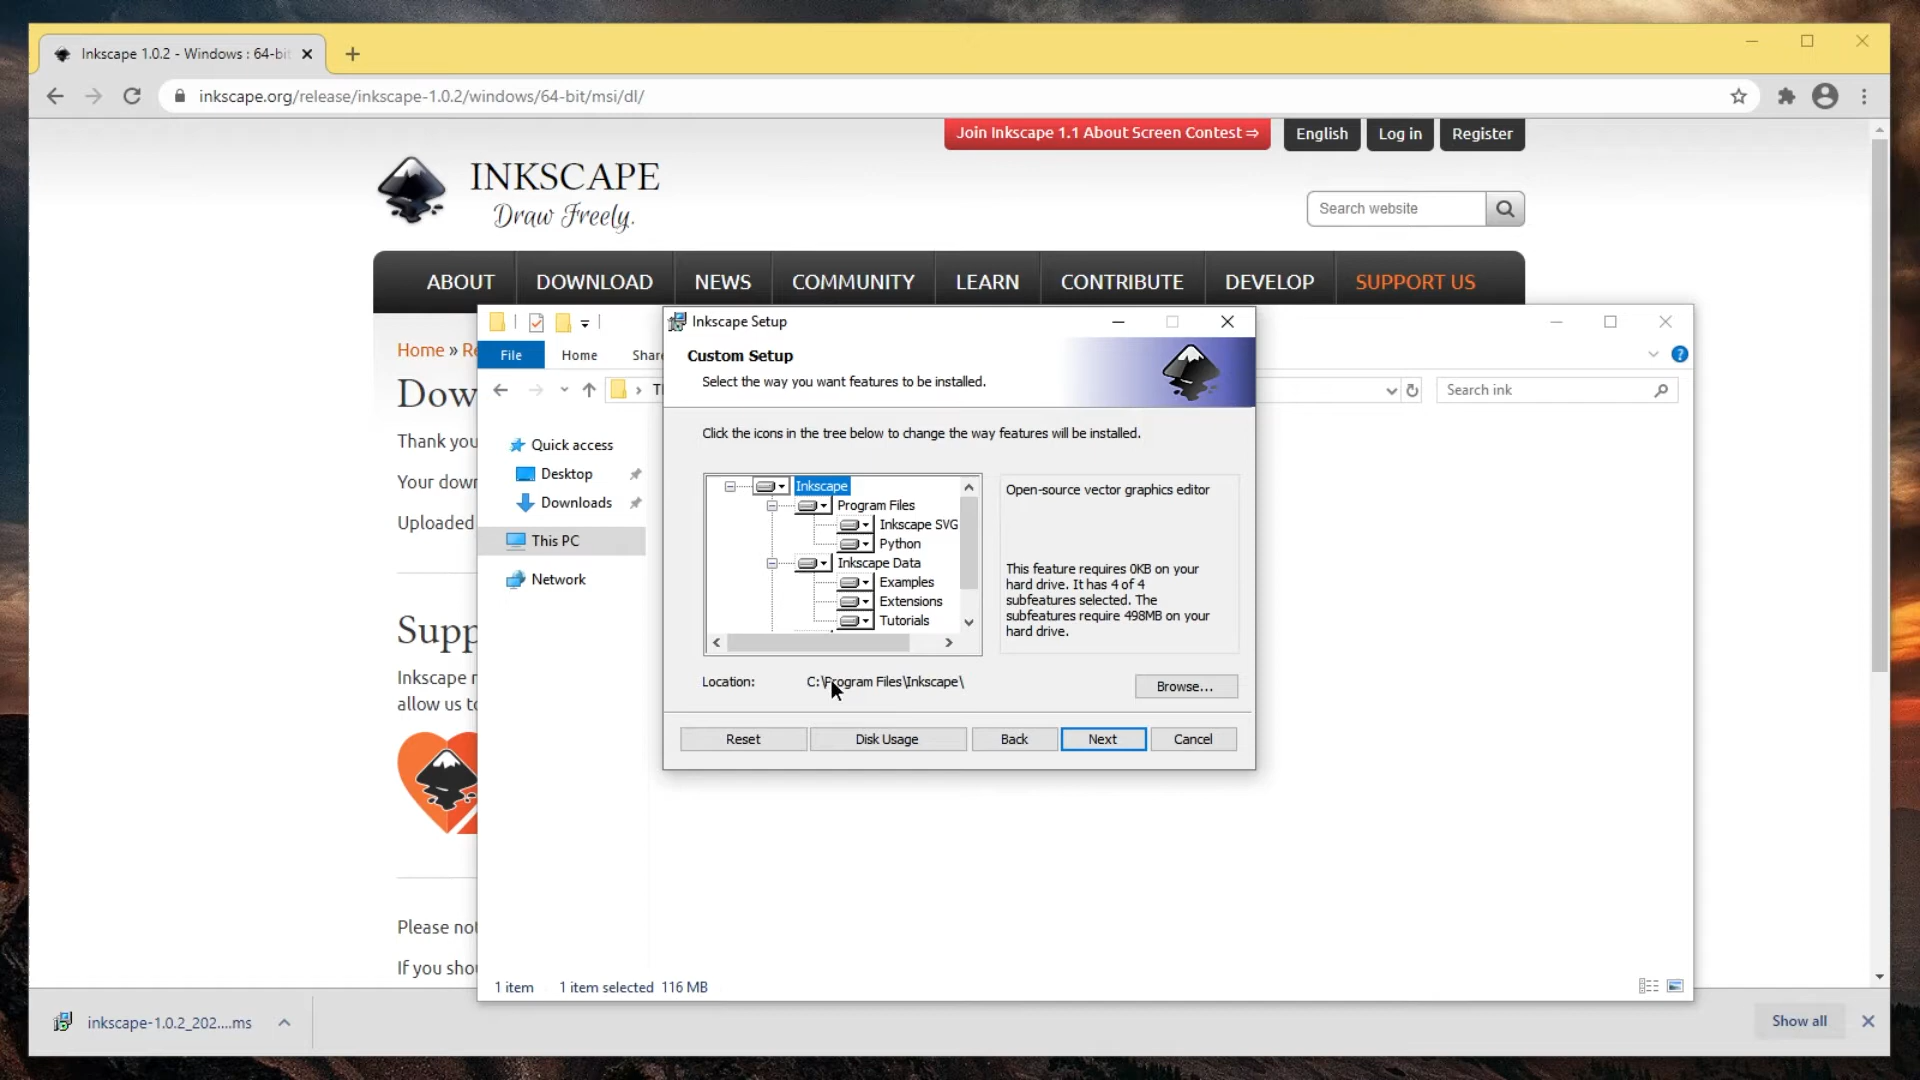 Inkscape 1.0.2 - Windows : 64-bi
inkscape.org/release/inkscape-1.0.2/windows/64-bit/msi/dl/
Join Inkscape 1.1 About Screen Contest ⇒
English
Log in
Register
INKSCAPE
Draw Freely.
Search website
ABOUT
DOWNLOAD
NEWS
COMMUNITY
LEARN
CONTRIBUTE
DEVELOP
SUPPORT US
Home » Re
Dow
Thank you
Your down
Uploaded
Supp
Inkscape r
allow us to
Please not
If you shou
File
Home
Share
Search ink
Quick access
Desktop
Downloads
This PC
Network
1 item
1 item selected 116 MB
Inkscape Setup
Custom Setup
Select the way you want features to be installed.
Click the icons in the tree below to change the way features will be installed.
Inkscape
Program Files
Inkscape SVG
Python
Inkscape Data
Examples
Extensions
Tutorials
Open-source vector graphics editor
This feature requires 0KB on your
hard drive. It has 4 of 4
subfeatures selected. The
subfeatures require 498MB on your
hard drive.
Location:
C:\Program Files\Inkscape\
Browse...
Reset
Disk Usage
Back
Next
Cancel
inkscape-1.0.2_202....ms
Show all